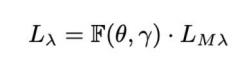 L_λ = 𝔽(θ, γ) · L_{Mλ}